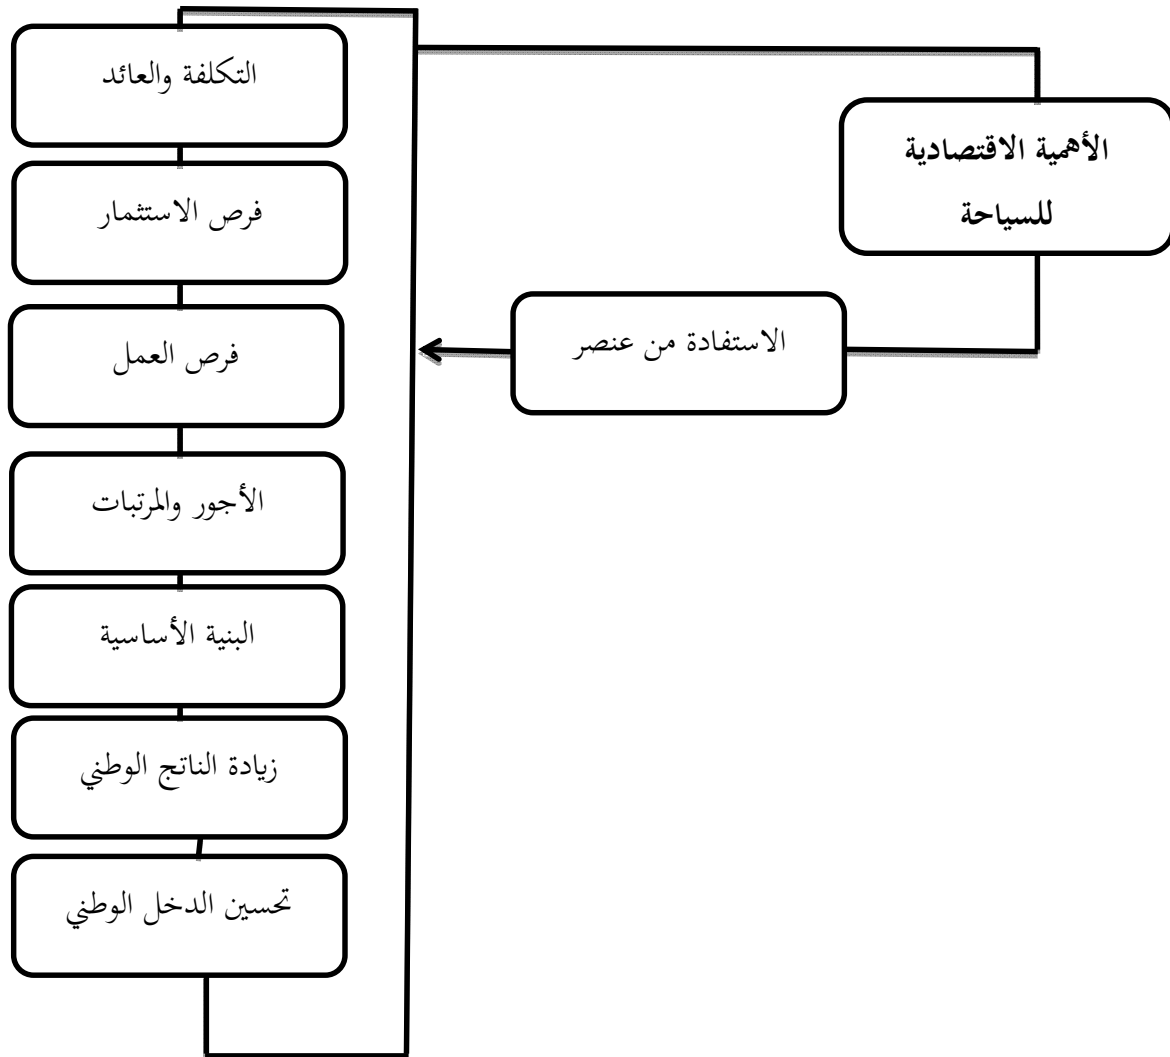 الأهمية الاقتصادية
للسياحة
الاستفادة من عنصر
التكلفة والعائد
فرص الاستثمار
فرص العمل
الأجور والمرتبات
البنية الأساسية
زيادة الناتج الوطني
تحسين الدخل الوطني